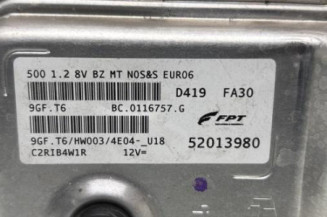 500 1.2 8V BZ MT NOS&S EURO6
D419 FA30
9GF.T6 BC.0116757.G
FPT
9GF.T6/HW003/4E04-_U18 52013980
C2RIB4W1R 12V=